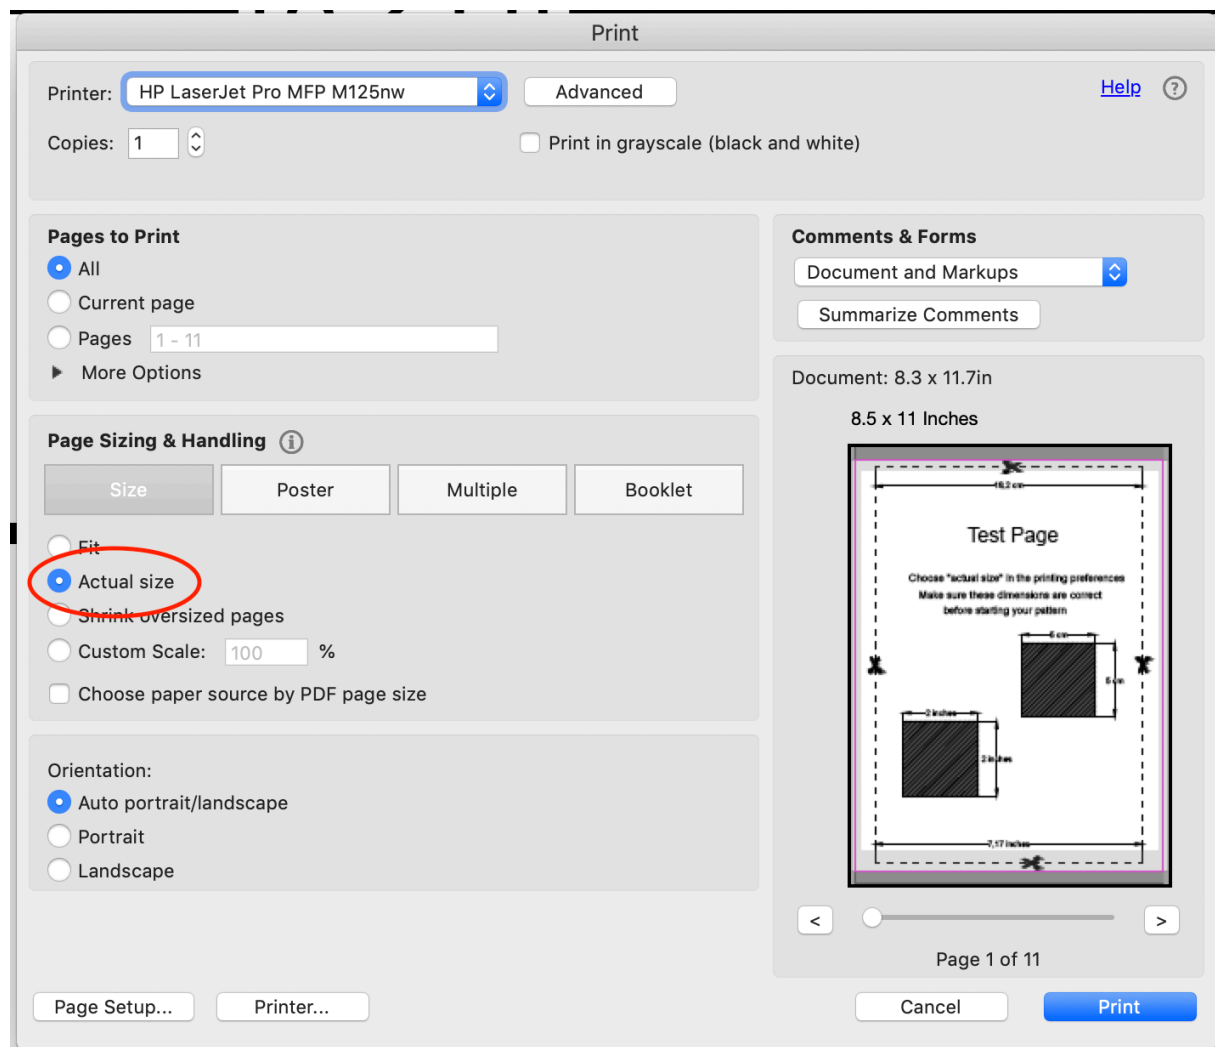 Print
Printer: HP LaserJet Pro MFP M125nw Advanced Help ?
Copies: 1 Print in grayscale (black and white)
Pages to Print
All
Current page
Pages 1 - 11
More Options
Comments & Forms
Document and Markups
Summarize Comments
Page Sizing & Handling i
Size Poster Multiple Booklet
Fit
Actual size
Shrink oversized pages
Custom Scale: 100 %
Choose paper source by PDF page size
Orientation:
Auto portrait/landscape
Portrait
Landscape
Document: 8.3 x 11.7in
8.5 x 11 Inches
Test Page
Choose "actual size" in the printing preferences
Make sure these dimensions are correct
before starting your pattern
5 cm
5 cm
2 inches
2 inches
7,17 inches
< >
Page 1 of 11
Page Setup... Printer... Cancel Print